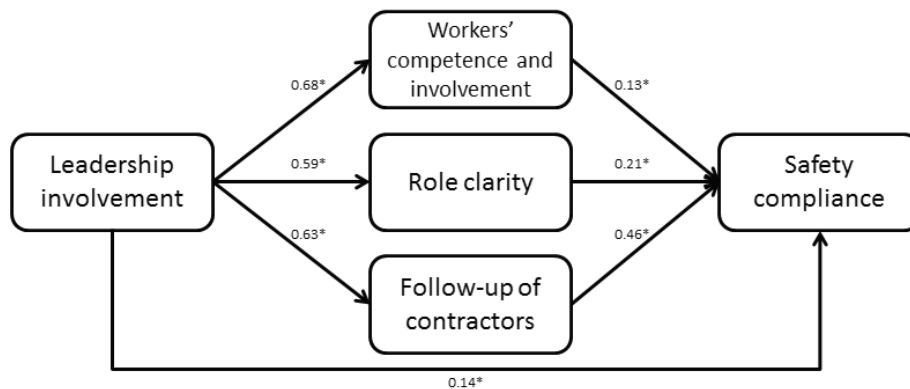 Workers’
competence and
involvement
0.68*
0.13*
Leadership
involvement
0.59*
Role clarity
0.21*
Safety
compliance
0.63*
0.46*
Follow-up of
contractors
0.14*